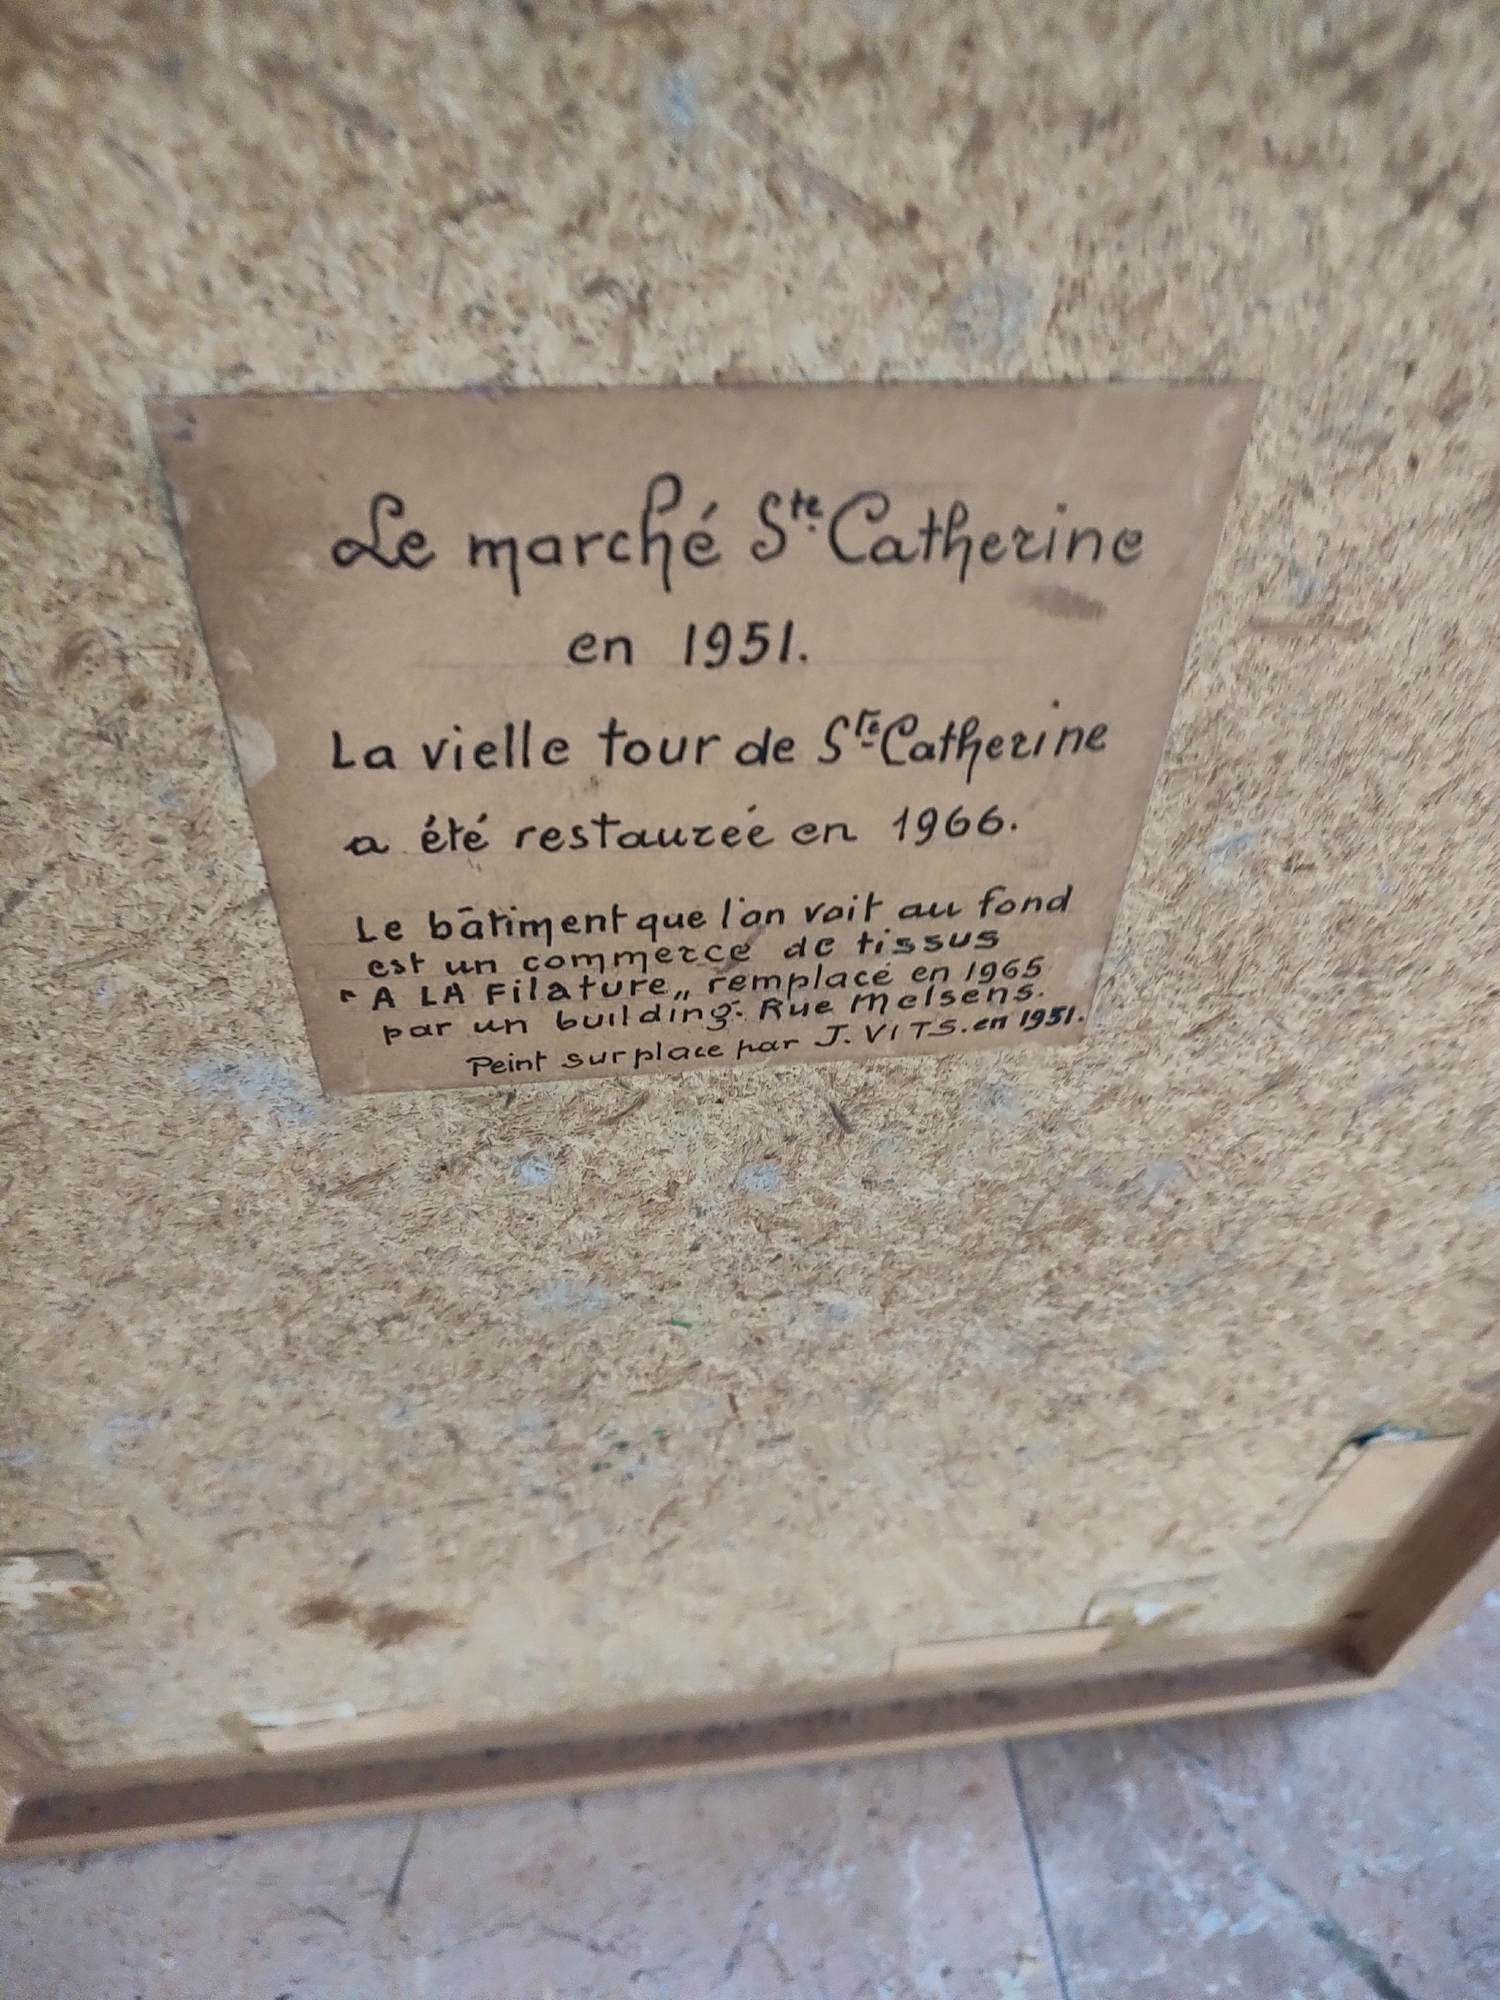 Le marché Ste. Catherine
en 1951.
La vielle tour de Ste. Catherine
a été restaurée en 1966.
Le bâtiment que l'on voit au fond
est un commerce de tissus
"A LA Filature„ remplacé en 1965
par un building. Rue Melsens.
Peint sur place par J. VITS. en 1951.